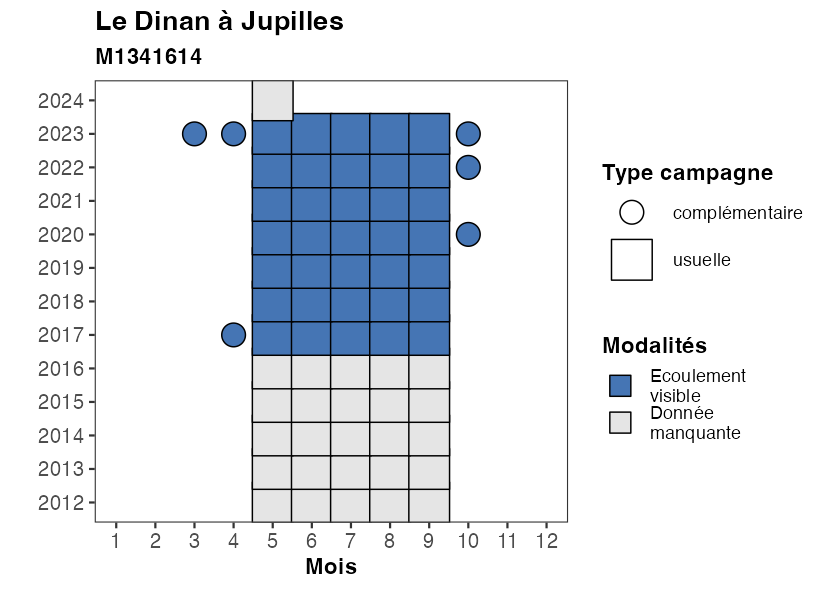 Le Dinan à Jupilles
M1341614
2024
2023
2022
2021
2020
2019
2018
2017
2016
2015
2014
2013
2012
1 2 3 4 5 6 7 8 9 10 11 12
Mois
Type campagne
complémentaire
usuelle
Modalités
Ecoulement
visible
Donnée
manquante